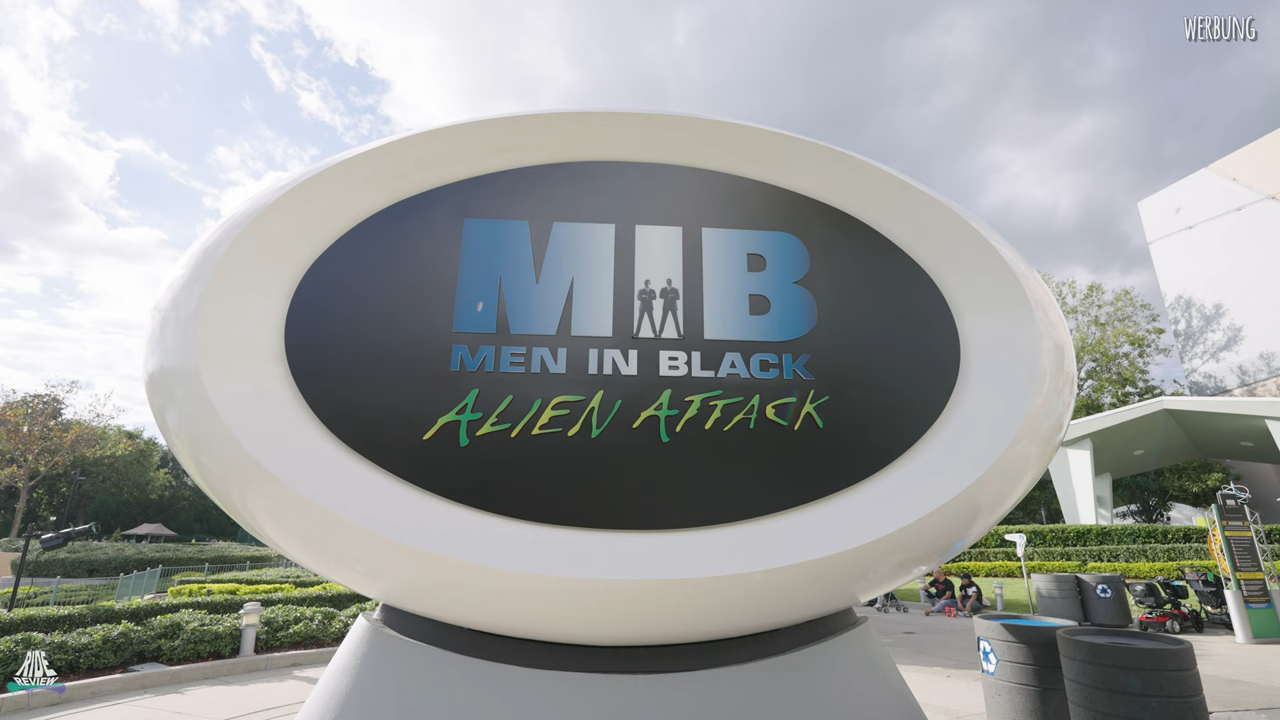 WERBUNG
MIB
MEN IN BLACK
ALIEN ATTACK
RIDE
REVIEW